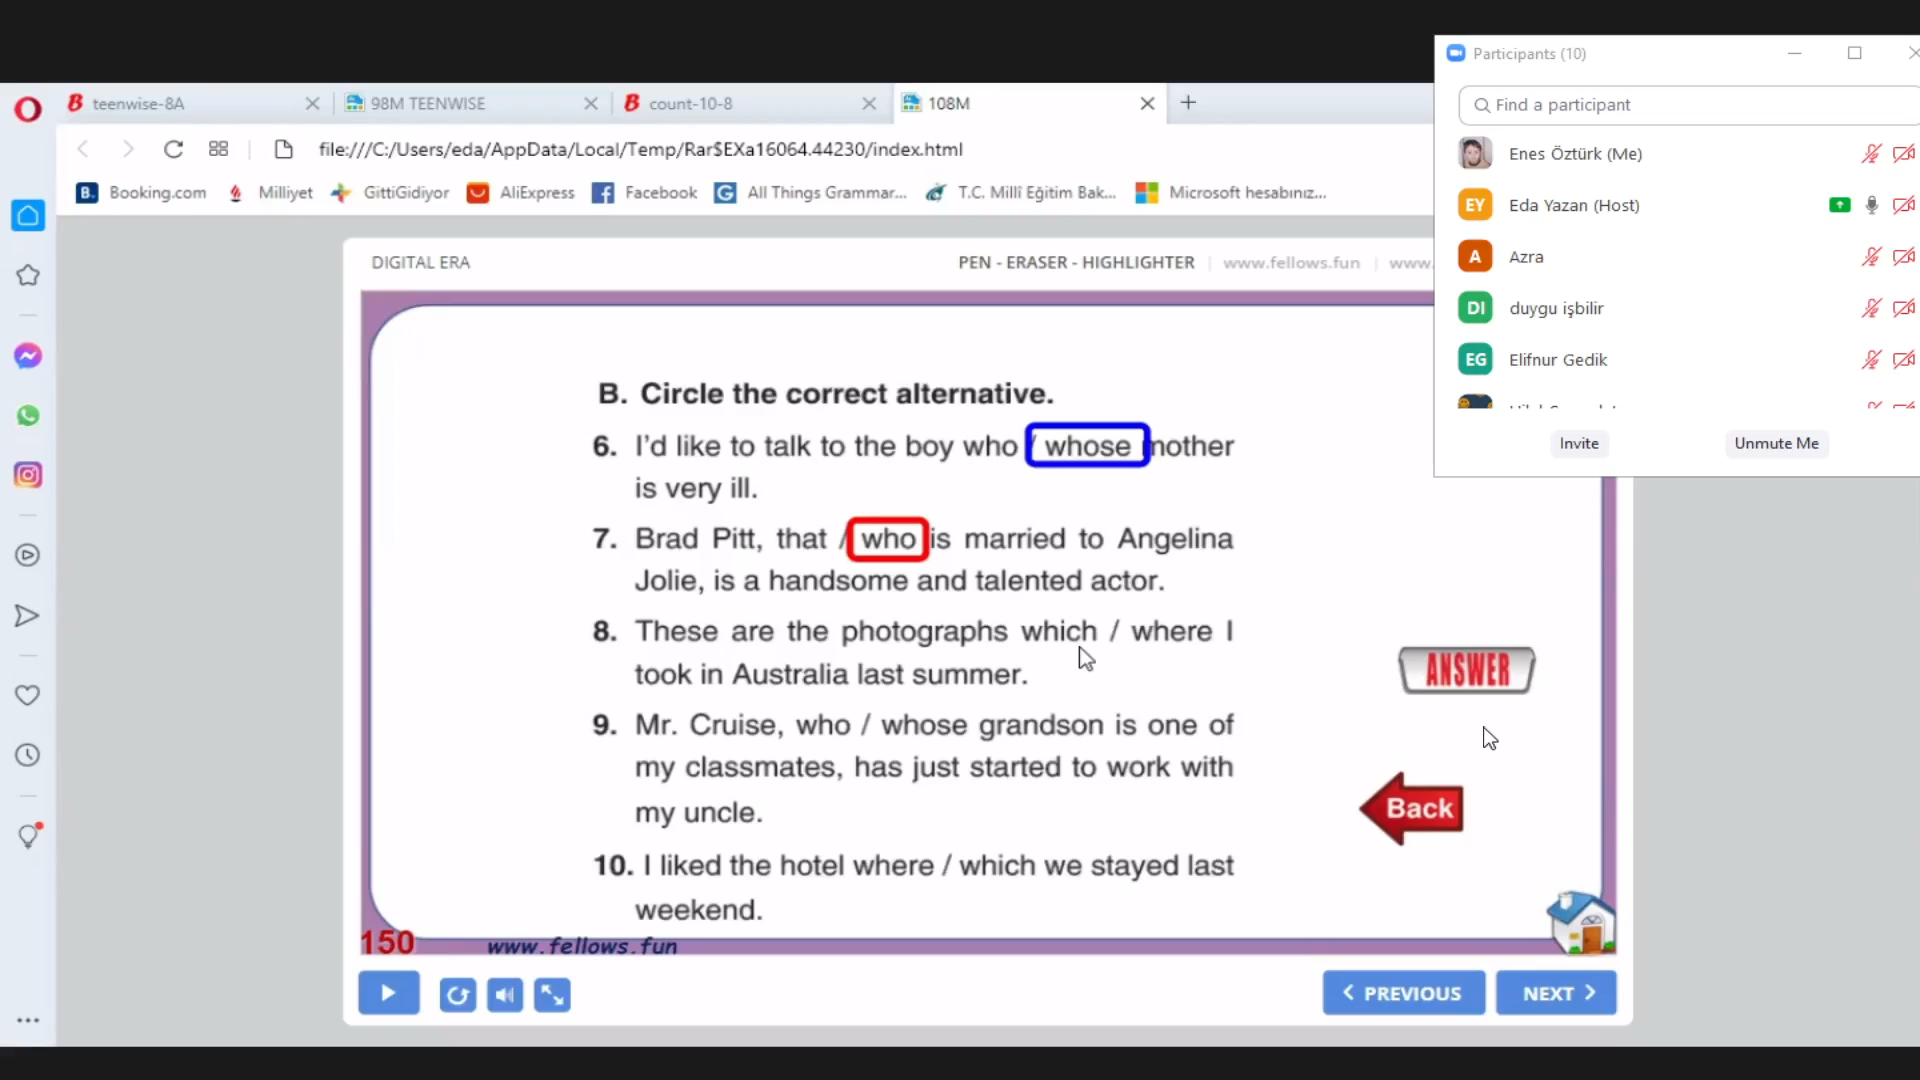 Participants (10)
teenwise-8A
98M TEENWISE
count-10-8
108M
Find a participant
file:///C:/Users/eda/AppData/Local/Temp/Rar$EXa16064.44230/index.html
Enes Öztürk (Me)
B. Booking.com
Milliyet
GittiGidiyor
AliExpress
Facebook
All Things Grammar...
T.C. Millî Eğitim Bak...
Microsoft hesabınız...
EY Eda Yazan (Host)
A Azra
DI duygu işbilir
EG Elifnur Gedik
Invite
Unmute Me
DIGITAL ERA
PEN - ERASER - HIGHLIGHTER
www.fellows.fun
www.
B. Circle the correct alternative.
6. I'd like to talk to the boy who / whose mother
is very ill.
7. Brad Pitt, that / who is married to Angelina
Jolie, is a handsome and talented actor.
8. These are the photographs which / where I
took in Australia last summer.
9. Mr. Cruise, who / whose grandson is one of
my classmates, has just started to work with
my uncle.
10. I liked the hotel where / which we stayed last
weekend.
ANSWER
Back
150
www.fellows.fun
PREVIOUS
NEXT